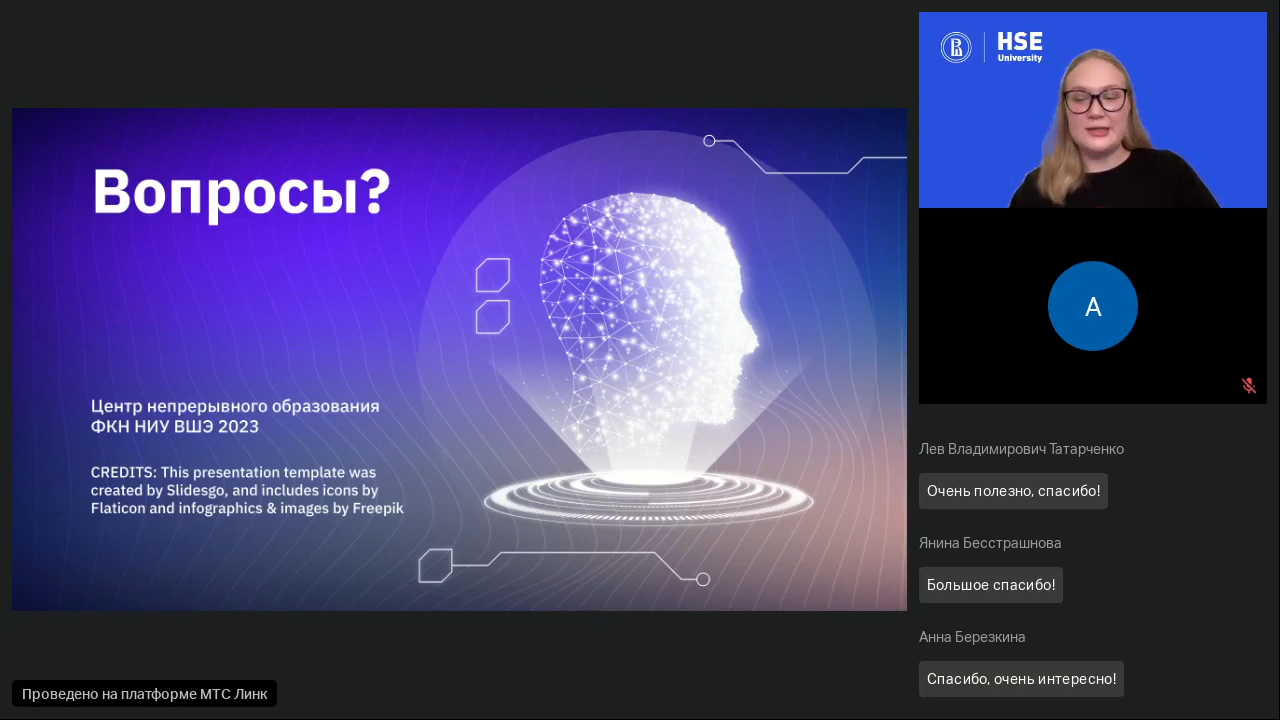 Вопросы?
Центр непрерывного образования
ФКН НИУ ВШЭ 2023
CREDITS: This presentation template was
created by Slidesgo, and includes icons by
Flaticon and infographics & images by Freepik
Проведено на платформе МТС Линк
HSE
University
А
Лев Владимирович Татарченко
Очень полезно, спасибо!
Янина Бесстрашнова
Большое спасибо!
Анна Березкина
Спасибо, очень интересно!